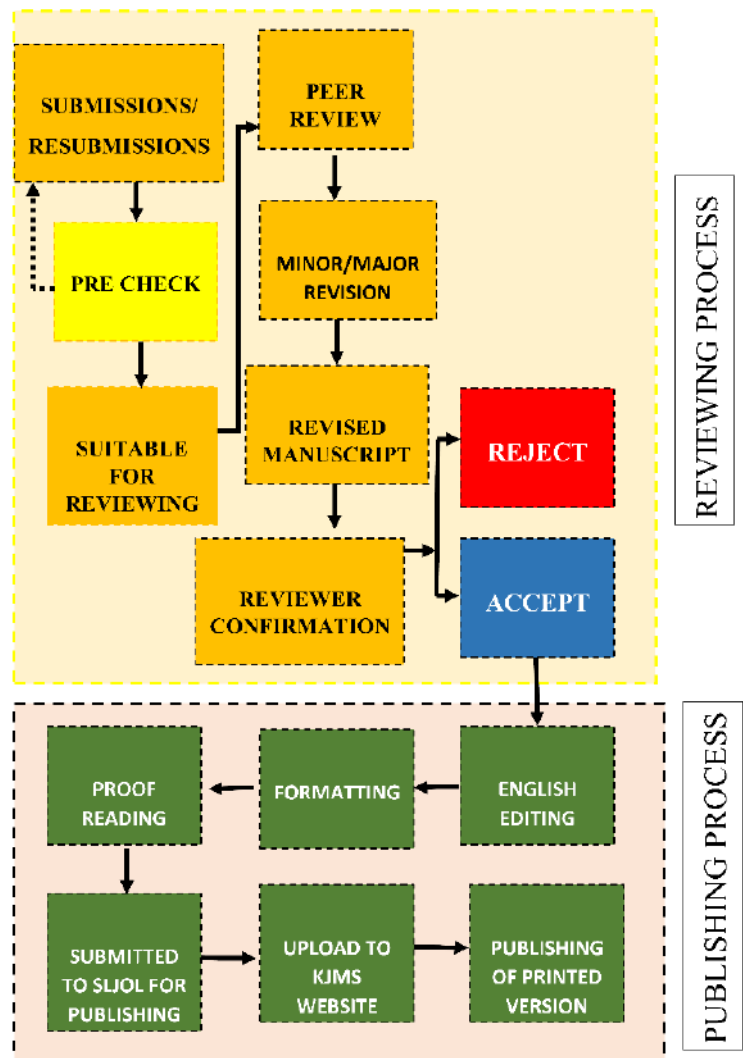 SUBMISSIONS/
RESUBMISSIONS
PRE CHECK
SUITABLE
FOR
REVIEWING
PEER
REVIEW
MINOR/MAJOR
REVISION
REVISED
MANUSCRIPT
REVIEWER
CONFIRMATION
REJECT
ACCEPT
REVIEWING PROCESS
ENGLISH
EDITING
FORMATTING
PROOF
READING
SUBMITTED
TO SLJOL FOR
PUBLISHING
UPLOAD TO
KJMS
WEBSITE
PUBLISHING
OF PRINTED
VERSION
PUBLISHING PROCESS